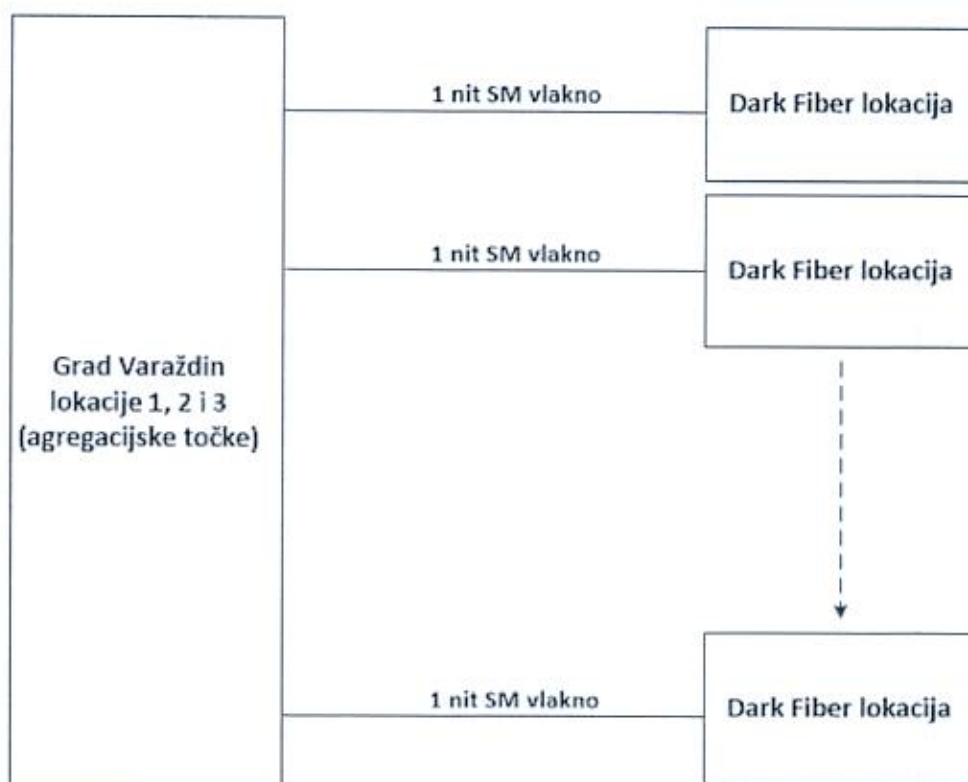 1 nit SM vlakno
Dark Fiber lokacija
1 nit SM vlakno
Dark Fiber lokacija
Grad Varaždin
lokacije 1, 2 i 3
(agregacijske točke)
1 nit SM vlakno
Dark Fiber lokacija